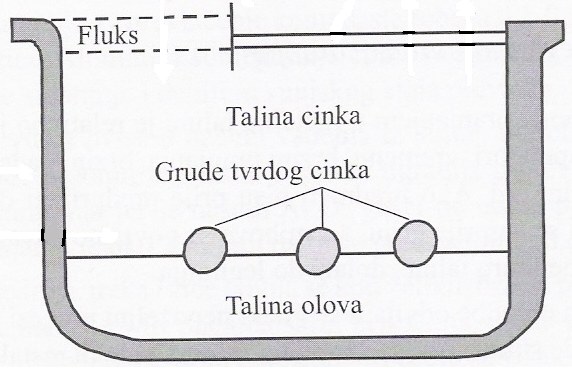 Fluks
Talina cinka
Grude tvrdog cinka
Talina olova